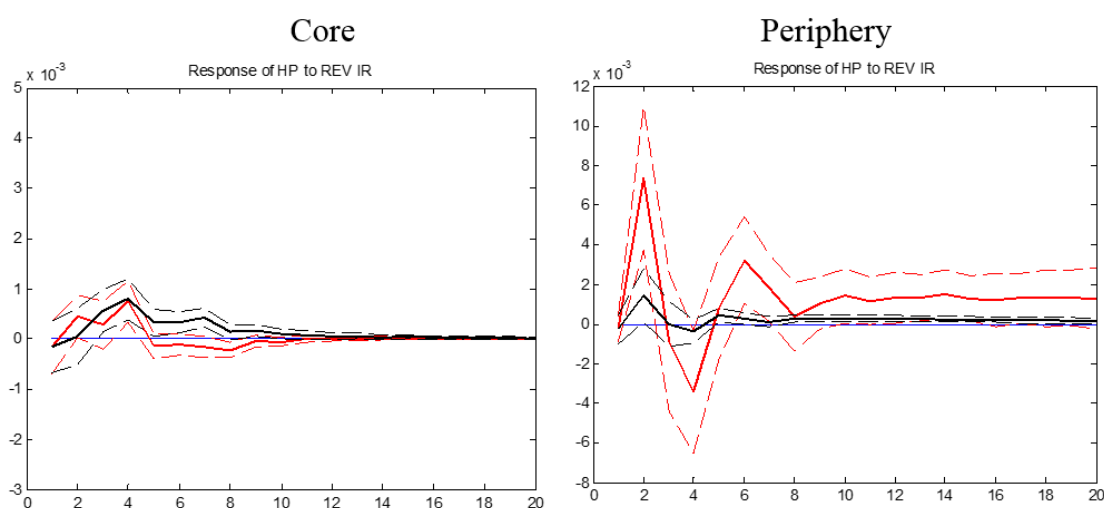 Core
Response of HP to REV IR
x 10⁻³
5
4
3
2
1
0
-1
-2
-3
0 2 4 6 8 10 12 14 16 18 20
Periphery
Response of HP to REV IR
x 10⁻³
12
10
8
6
4
2
0
-2
-4
-6
-8
0 2 4 6 8 10 12 14 16 18 20